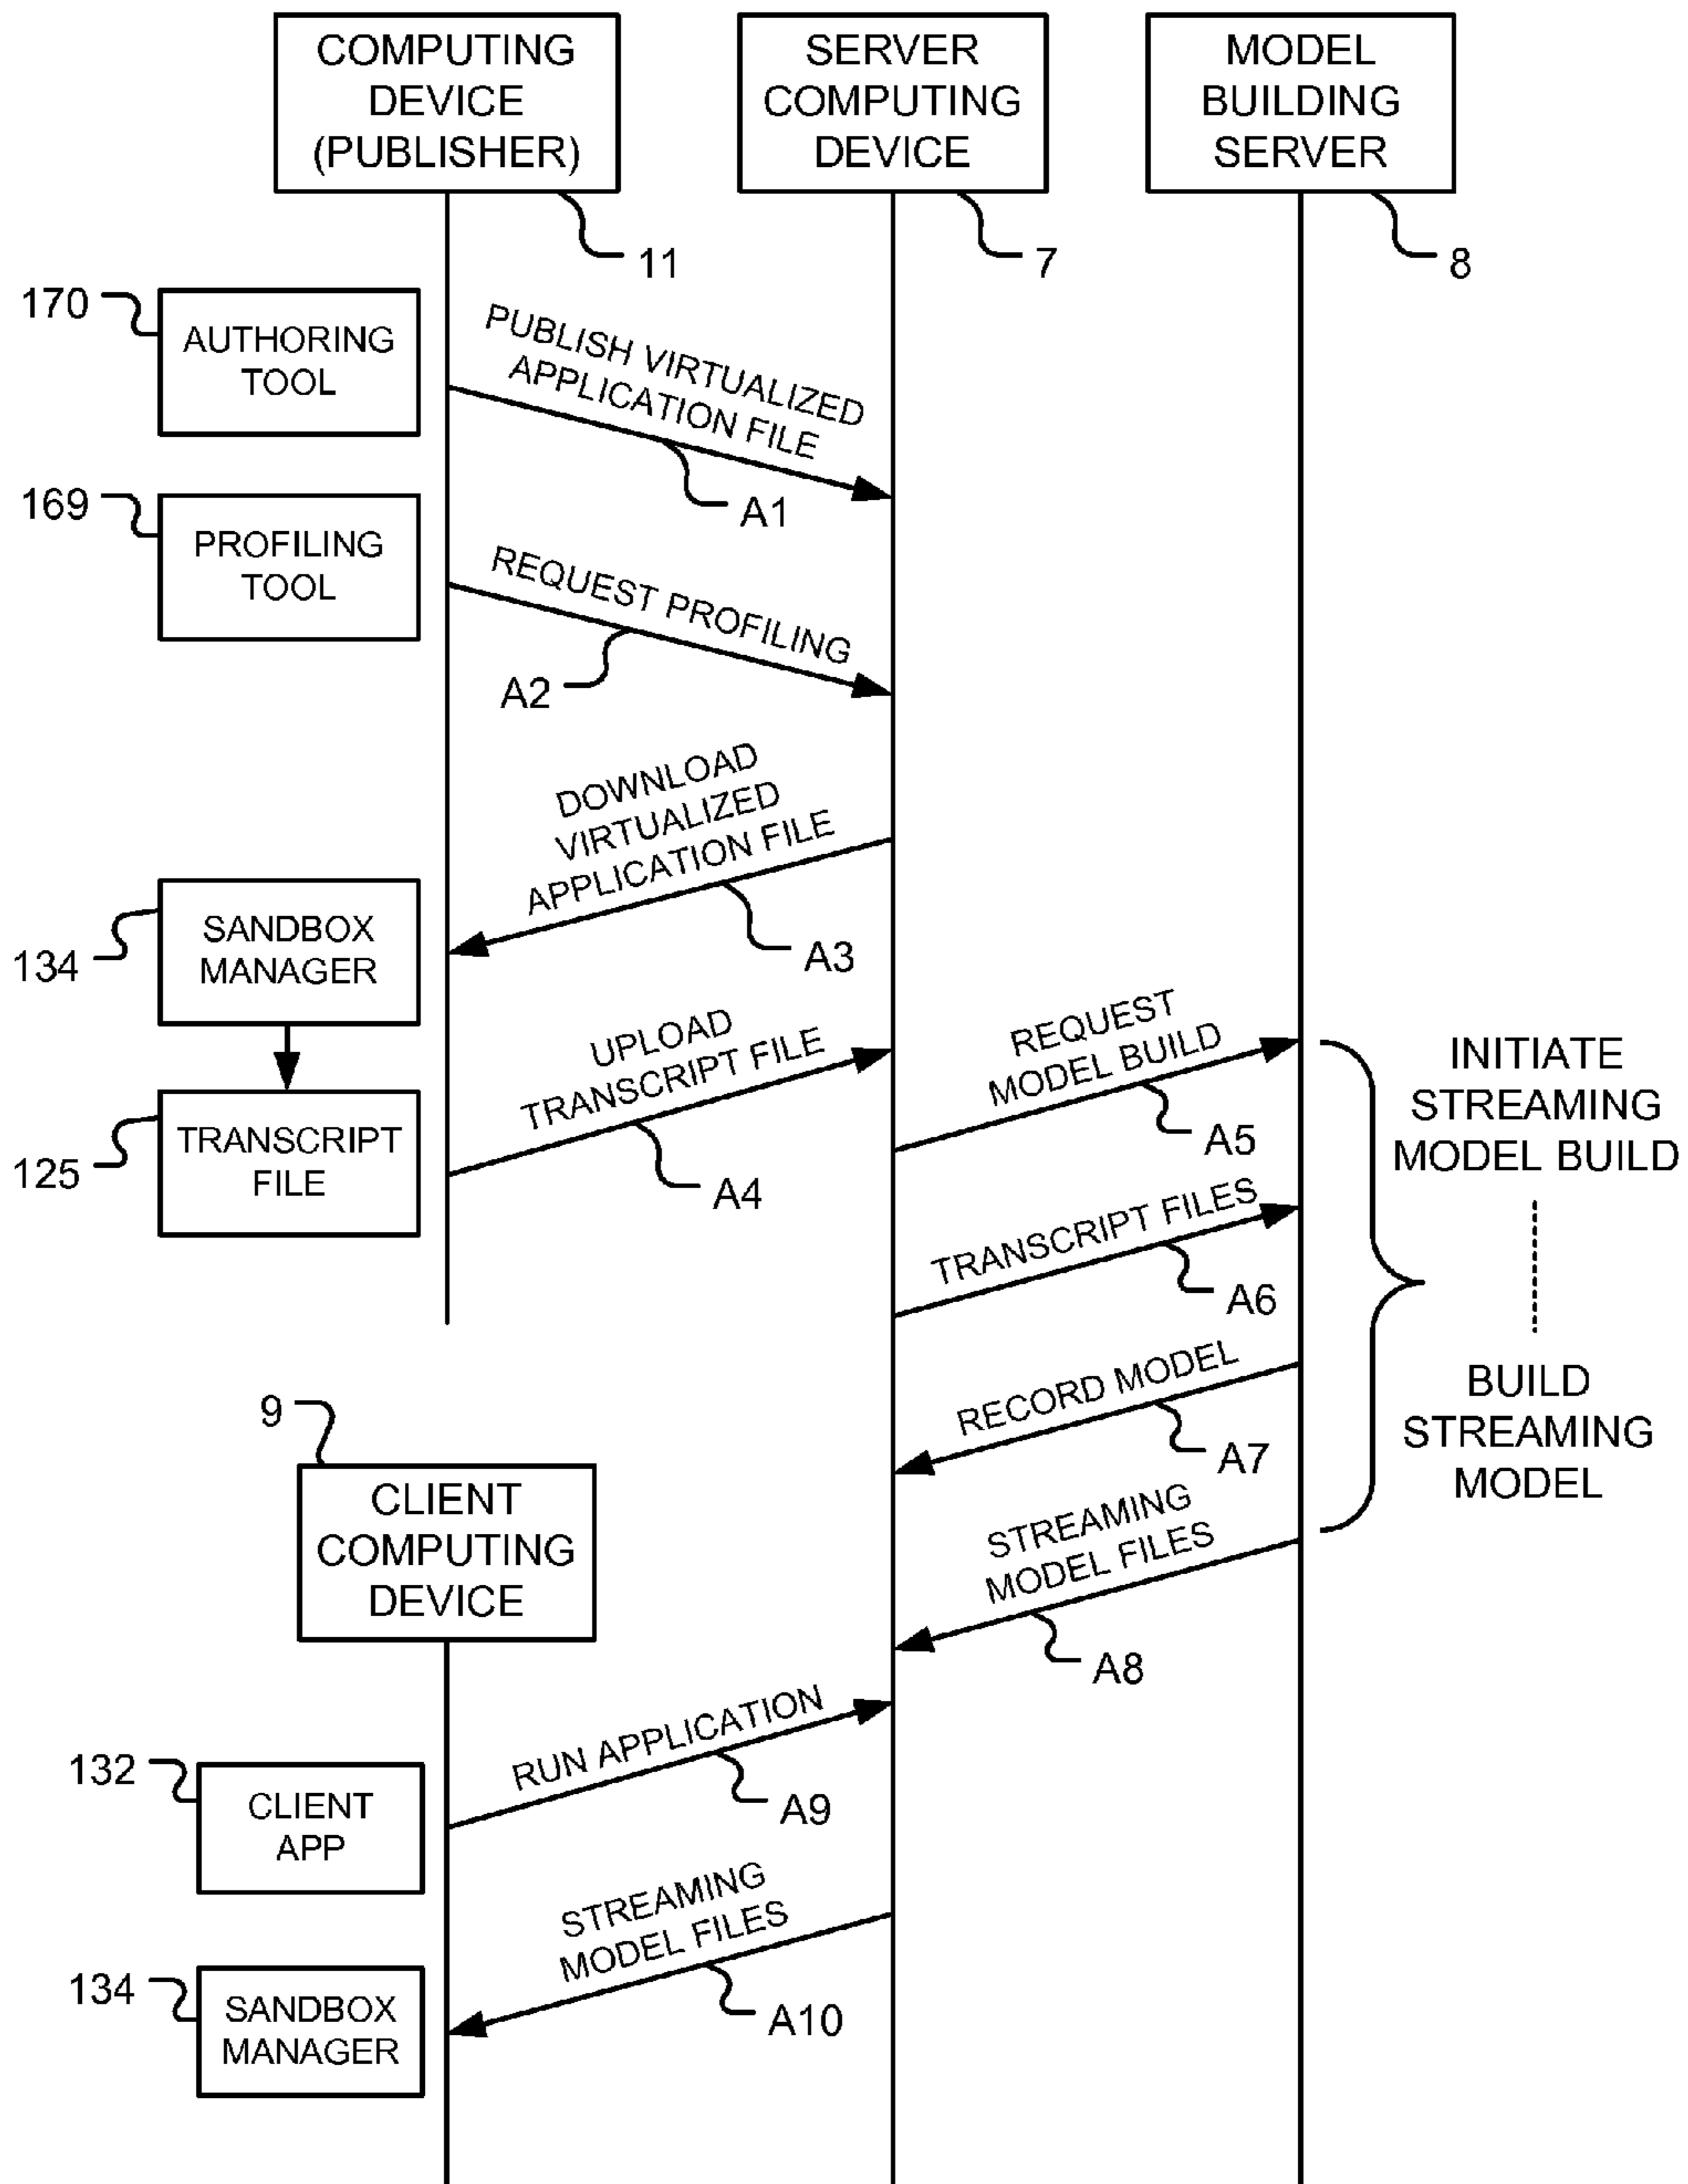 COMPUTING
DEVICE
(PUBLISHER)
SERVER
COMPUTING
DEVICE
MODEL
BUILDING
SERVER
11
7
8
170
AUTHORING
TOOL
PUBLISH VIRTUALIZED
APPLICATION FILE
A1
169
PROFILING
TOOL
REQUEST PROFILING
A2
DOWNLOAD
VIRTUALIZED
APPLICATION FILE
A3
134
SANDBOX
MANAGER
UPLOAD
TRANSCRIPT FILE
A4
125
TRANSCRIPT
FILE
REQUEST
MODEL BUILD
A5
INITIATE
STREAMING
MODEL BUILD
TRANSCRIPT FILES
A6
RECORD MODEL
A7
BUILD
STREAMING
MODEL
9
CLIENT
COMPUTING
DEVICE
STREAMING
MODEL FILES
A8
RUN APPLICATION
A9
132
CLIENT
APP
STREAMING
MODEL FILES
A10
134
SANDBOX
MANAGER